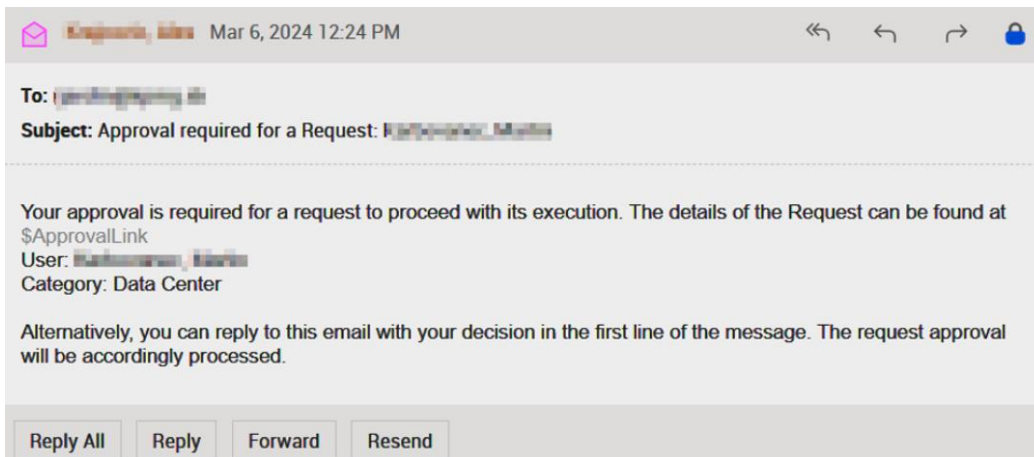 Mar 6, 2024 12:24 PM
To:
Subject: Approval required for a Request:
Your approval is required for a request to proceed with its execution. The details of the Request can be found at
$ApprovalLink
User:
Category: Data Center
Alternatively, you can reply to this email with your decision in the first line of the message. The request approval
will be accordingly processed.
Reply All Reply Forward Resend